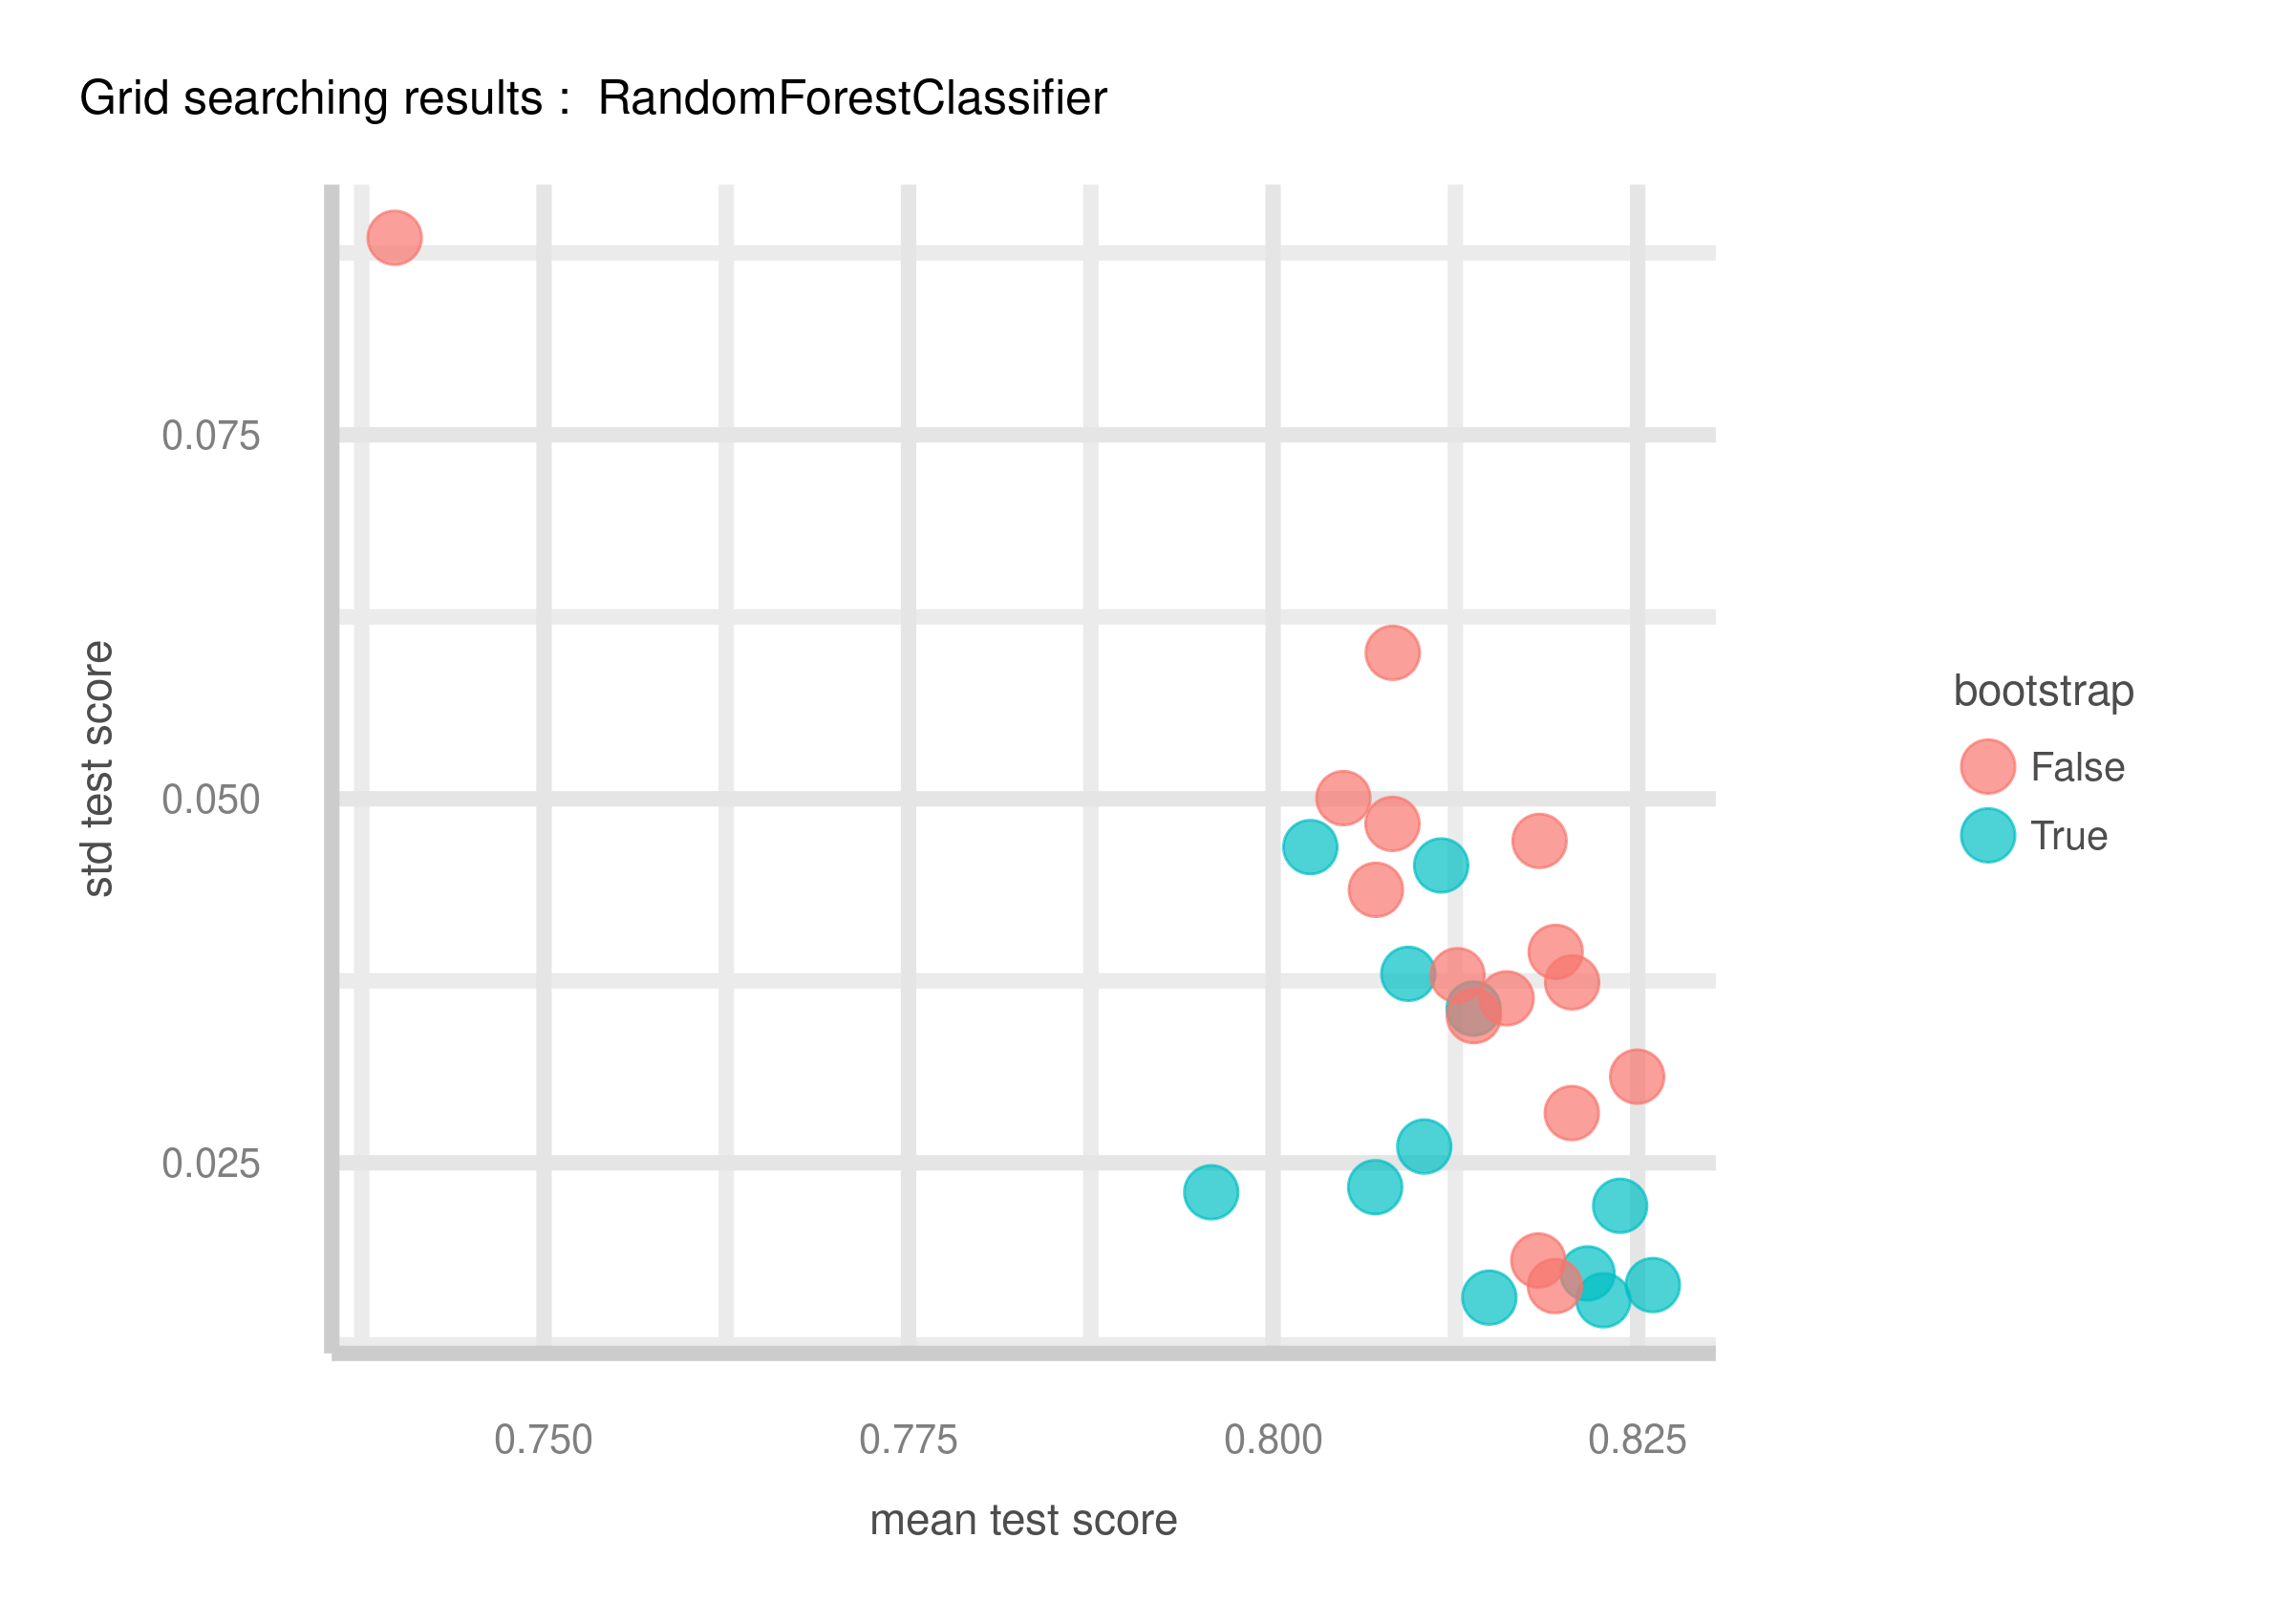 Grid searching results :  RandomForestClassifier
std test score
0.075
0.050
0.025
0.750
0.775
0.800
0.825
mean test score
bootstrap
False
True